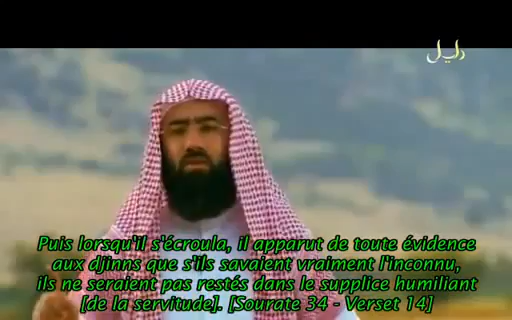 دليل
Puis lorsqu'il s'écroula, il apparut de toute évidence
aux djinns que s'ils savaient vraiment l'inconnu,
ils ne seraient pas restés dans le supplice humiliant
[de la servitude]. [Sourate 34 - Verset 14]